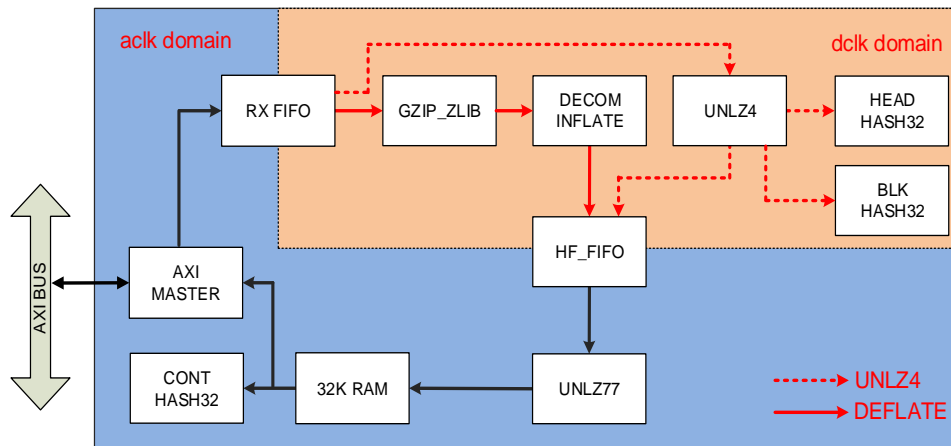 aclk domain
dclk domain
RX FIFO
GZIP_ZLIB
DECOM
INFLATE
UNLZ4
HEAD
HASH32
BLK
HASH32
HF_FIFO
AXI BUS
AXI
MASTER
CONT
HASH32
32K RAM
UNLZ77
UNLZ4
DEFLATE